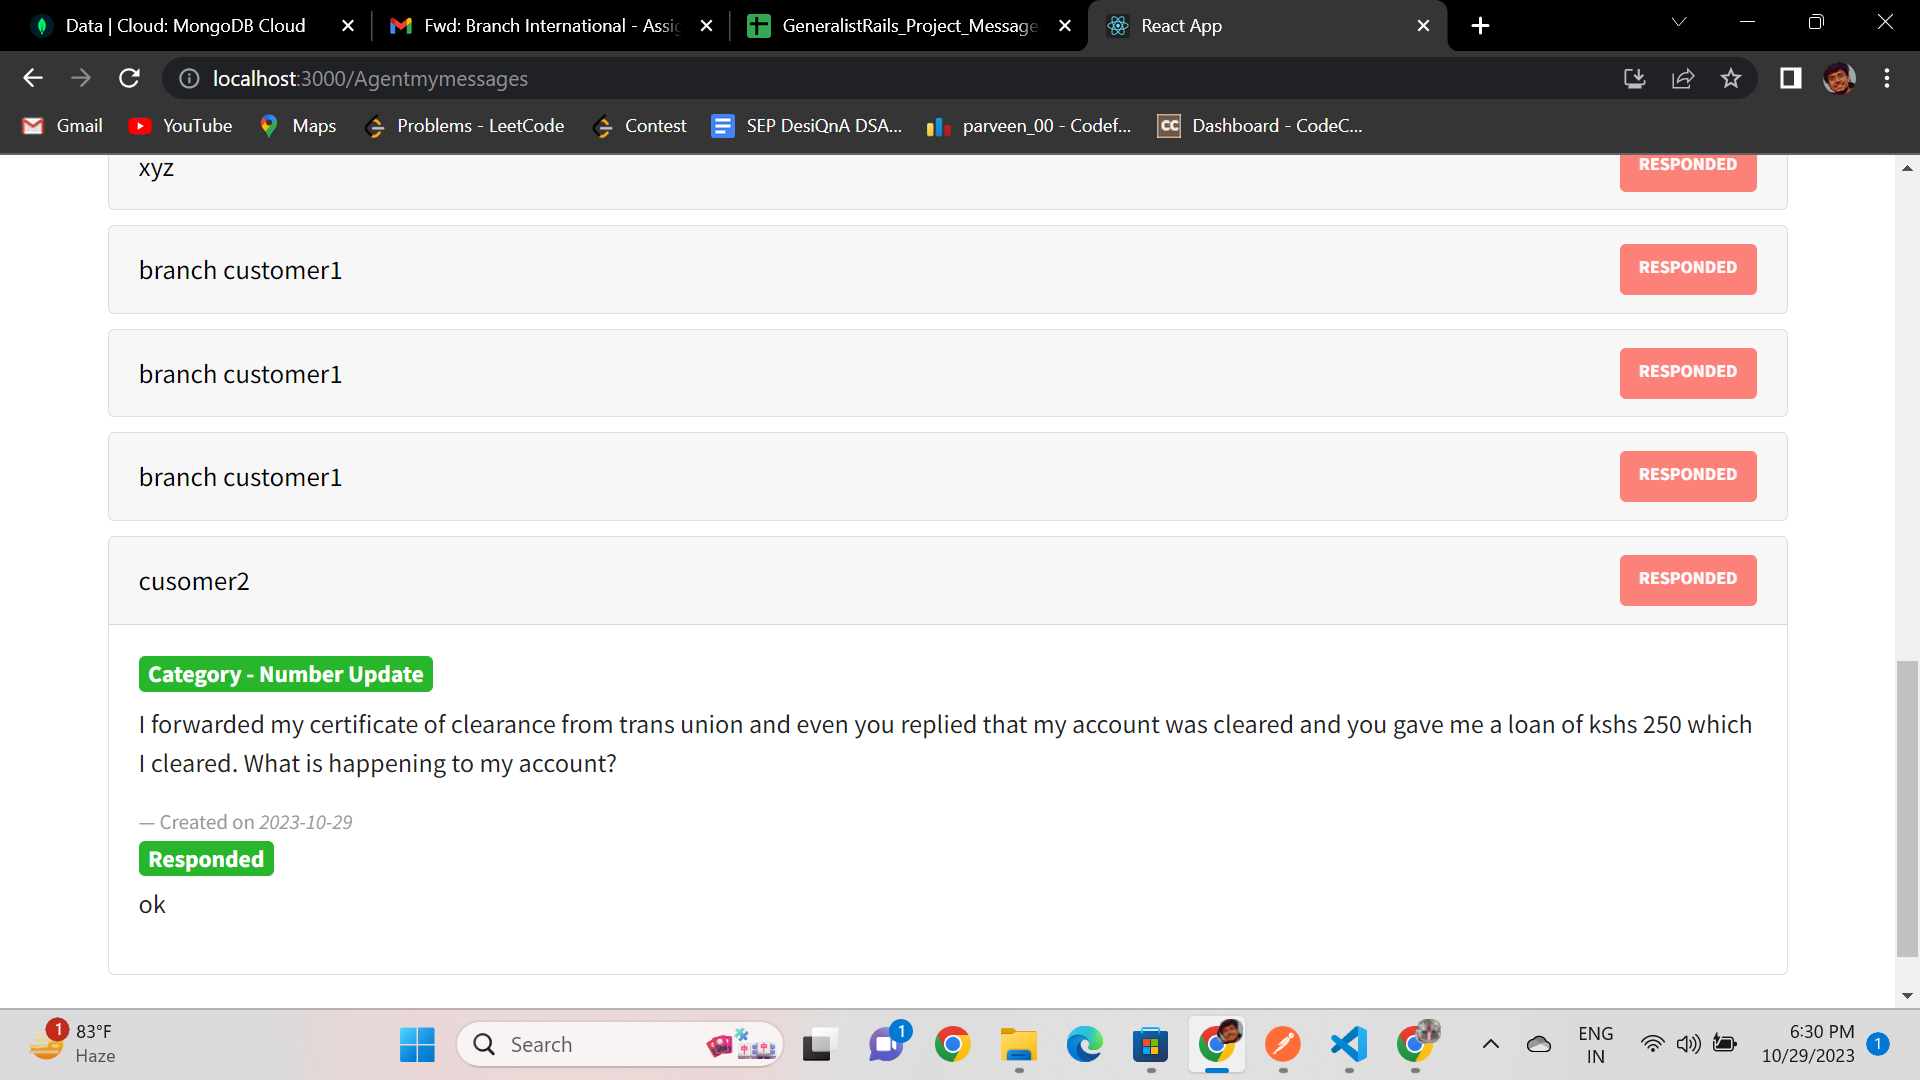 Data | Cloud: MongoDB Cloud
Fwd: Branch International - Assig
GeneralistRails_Project_Message
React App
localhost:3000/Agentmymessages
Gmail
YouTube
Maps
Problems - LeetCode
Contest
SEP DesiQnA DSA...
parveen_00 - Codef...
CC Dashboard - CodeC...
xyz
RESPONDED
branch customer1
RESPONDED
branch customer1
RESPONDED
branch customer1
RESPONDED
cusomer2
RESPONDED
Category - Number Update
I forwarded my certificate of clearance from trans union and even you replied that my account was cleared and you gave me a loan of kshs 250 which
I cleared. What is happening to my account?
— Created on 2023-10-29
Responded
ok
1
83°F
Haze
Search
1
ENG
IN
6:30 PM
10/29/2023
1